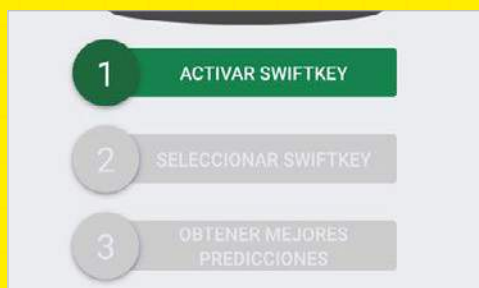 1 ACTIVAR SWIFTKEY
2 SELECCIONAR SWIFTKEY
3 OBTENER MEJORES
PREDICCIONES